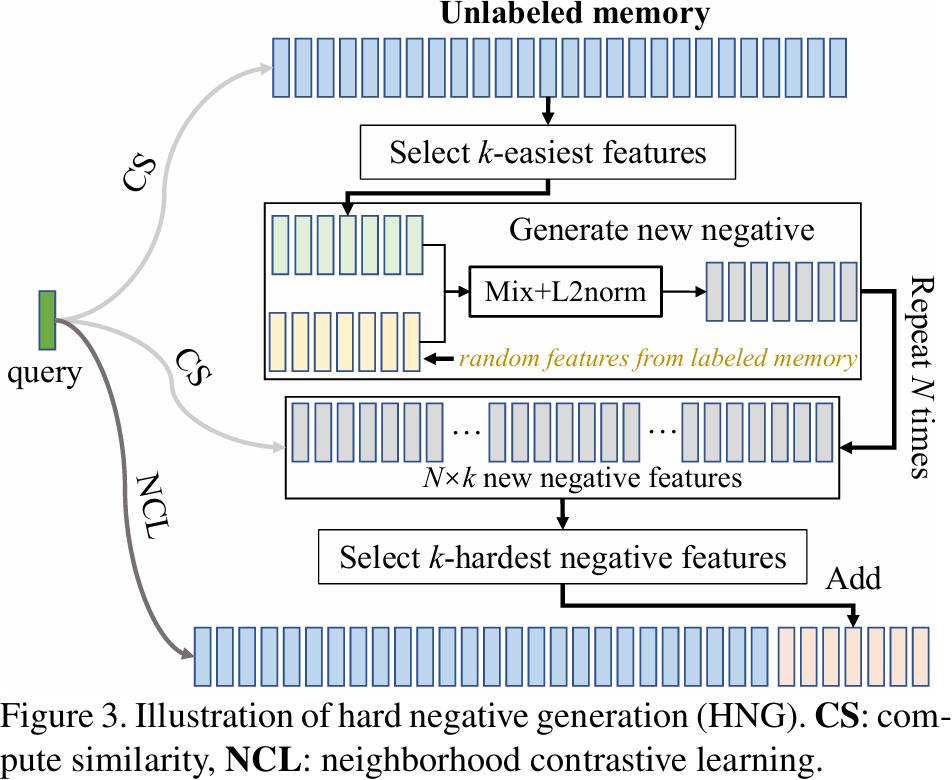 Unlabeled memory
CS
Select k-easiest features
Generate new negative
Mix+L2norm
random features from labeled memory
Repeat N times
query
CS
... ...
N×k new negative features
NCL
Select k-hardest negative features
Add
Figure 3. Illustration of hard negative generation (HNG). CS: com-
pute similarity, NCL: neighborhood contrastive learning.